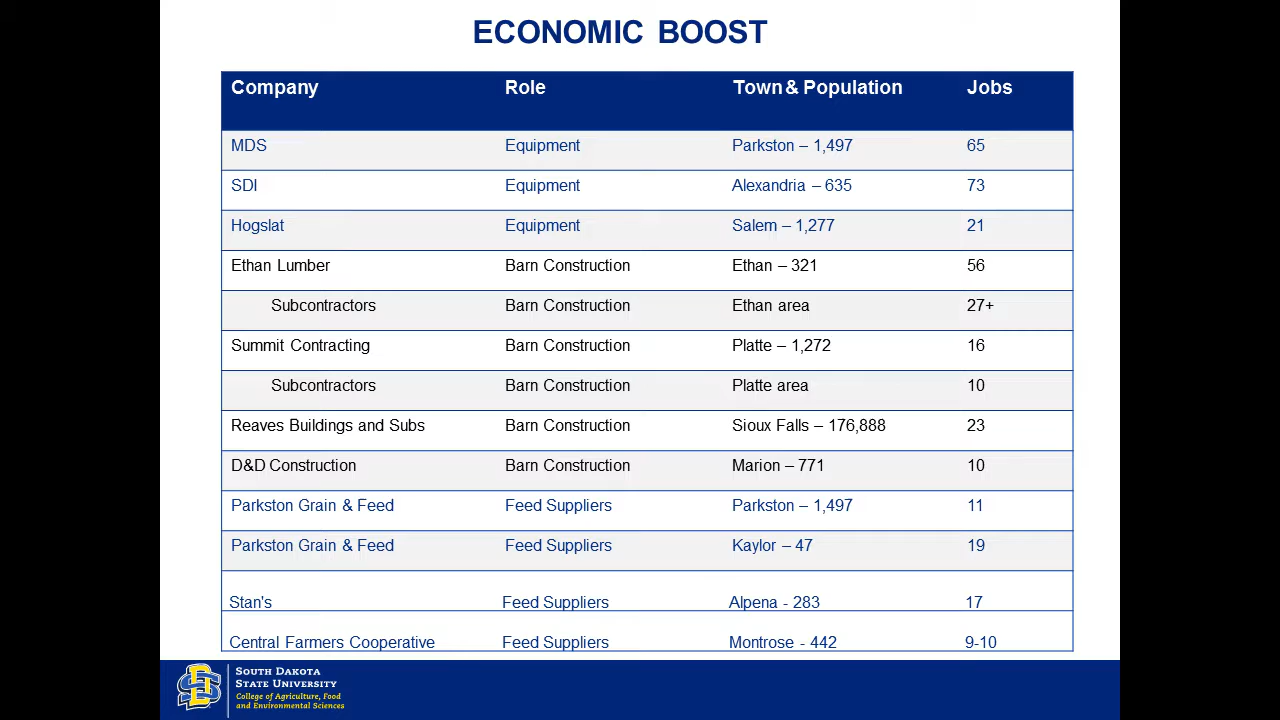 ECONOMIC BOOST
Company Role Town & Population Jobs
MDS Equipment Parkston – 1,497 65
SDI Equipment Alexandria – 635 73
Hogslat Equipment Salem – 1,277 21
Ethan Lumber Barn Construction Ethan – 321 56
Subcontractors Barn Construction Ethan area 27+
Summit Contracting Barn Construction Platte – 1,272 16
Subcontractors Barn Construction Platte area 10
Reaves Buildings and Subs Barn Construction Sioux Falls – 176,888 23
D&D Construction Barn Construction Marion – 771 10
Parkston Grain & Feed Feed Suppliers Parkston – 1,497 11
Parkston Grain & Feed Feed Suppliers Kaylor – 47 19
Stan's Feed Suppliers Alpena - 283 17
Central Farmers Cooperative Feed Suppliers Montrose - 442 9-10
South Dakota
State University
College of Agriculture, Food
and Environmental Sciences